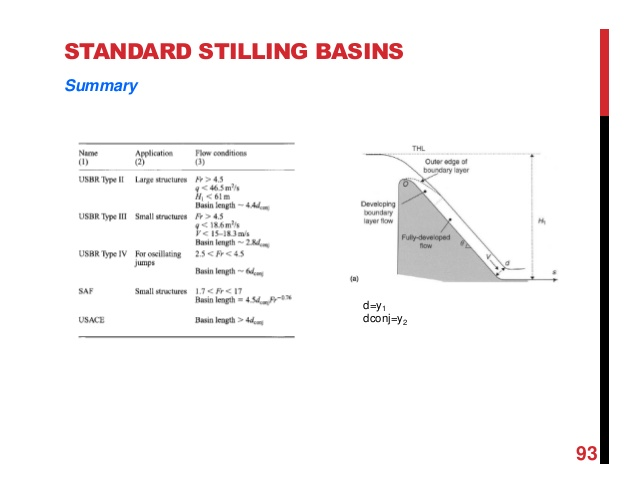 STANDARD STILLING BASINS
Summary
Name Application Flow conditions
(1) (2) (3)
USBR Type II Large structures Fr > 4.5
q < 46.5 m²/s
H₁ < 61 m
Basin length ~ 4.4d_conj
USBR Type III Small structures Fr > 4.5
q < 18.6 m²/s
V < 15–18.3 m/s
Basin length ~ 2.8d_conj
USBR Type IV For oscillating 2.5 < Fr < 4.5
jumps
Basin length ~ 6d_conj
SAF Small structures 1.7 < Fr < 17
Basin length = 4.5d_conj Fr^−0.76
USACE Basin length > 4d_conj
THL
Outer edge of
boundary layer
O
Developing
boundary
layer flow
H₁
Fully-developed
flow
θ
V
d
(a)
d=y₁
dconj=y₂
93